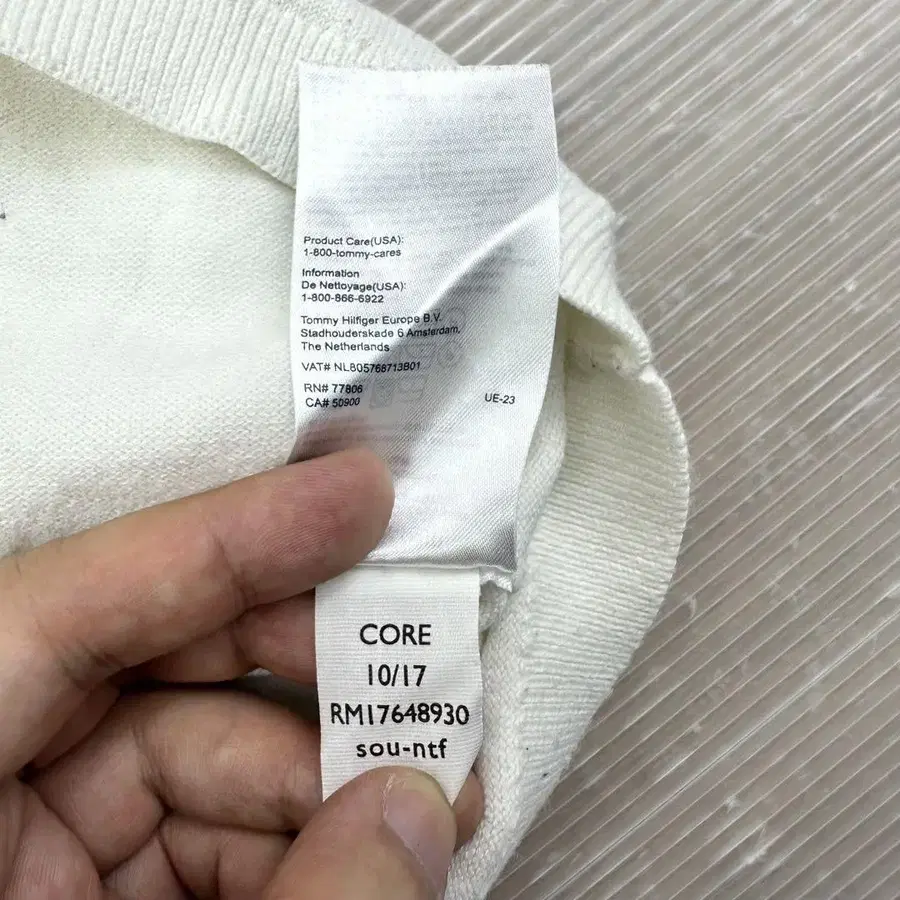 Product Care(USA):
1-800-tommy-cares
Information
De Nettoyage(USA):
1-800-866-6922
Tommy Hilfiger Europe B.V.
Stadhouderskade 6 Amsterdam,
The Netherlands
VAT# NL805768713B01
RN# 77806
CA# 50900
UE-23
CORE
10/17
RM17648930
sou-ntf